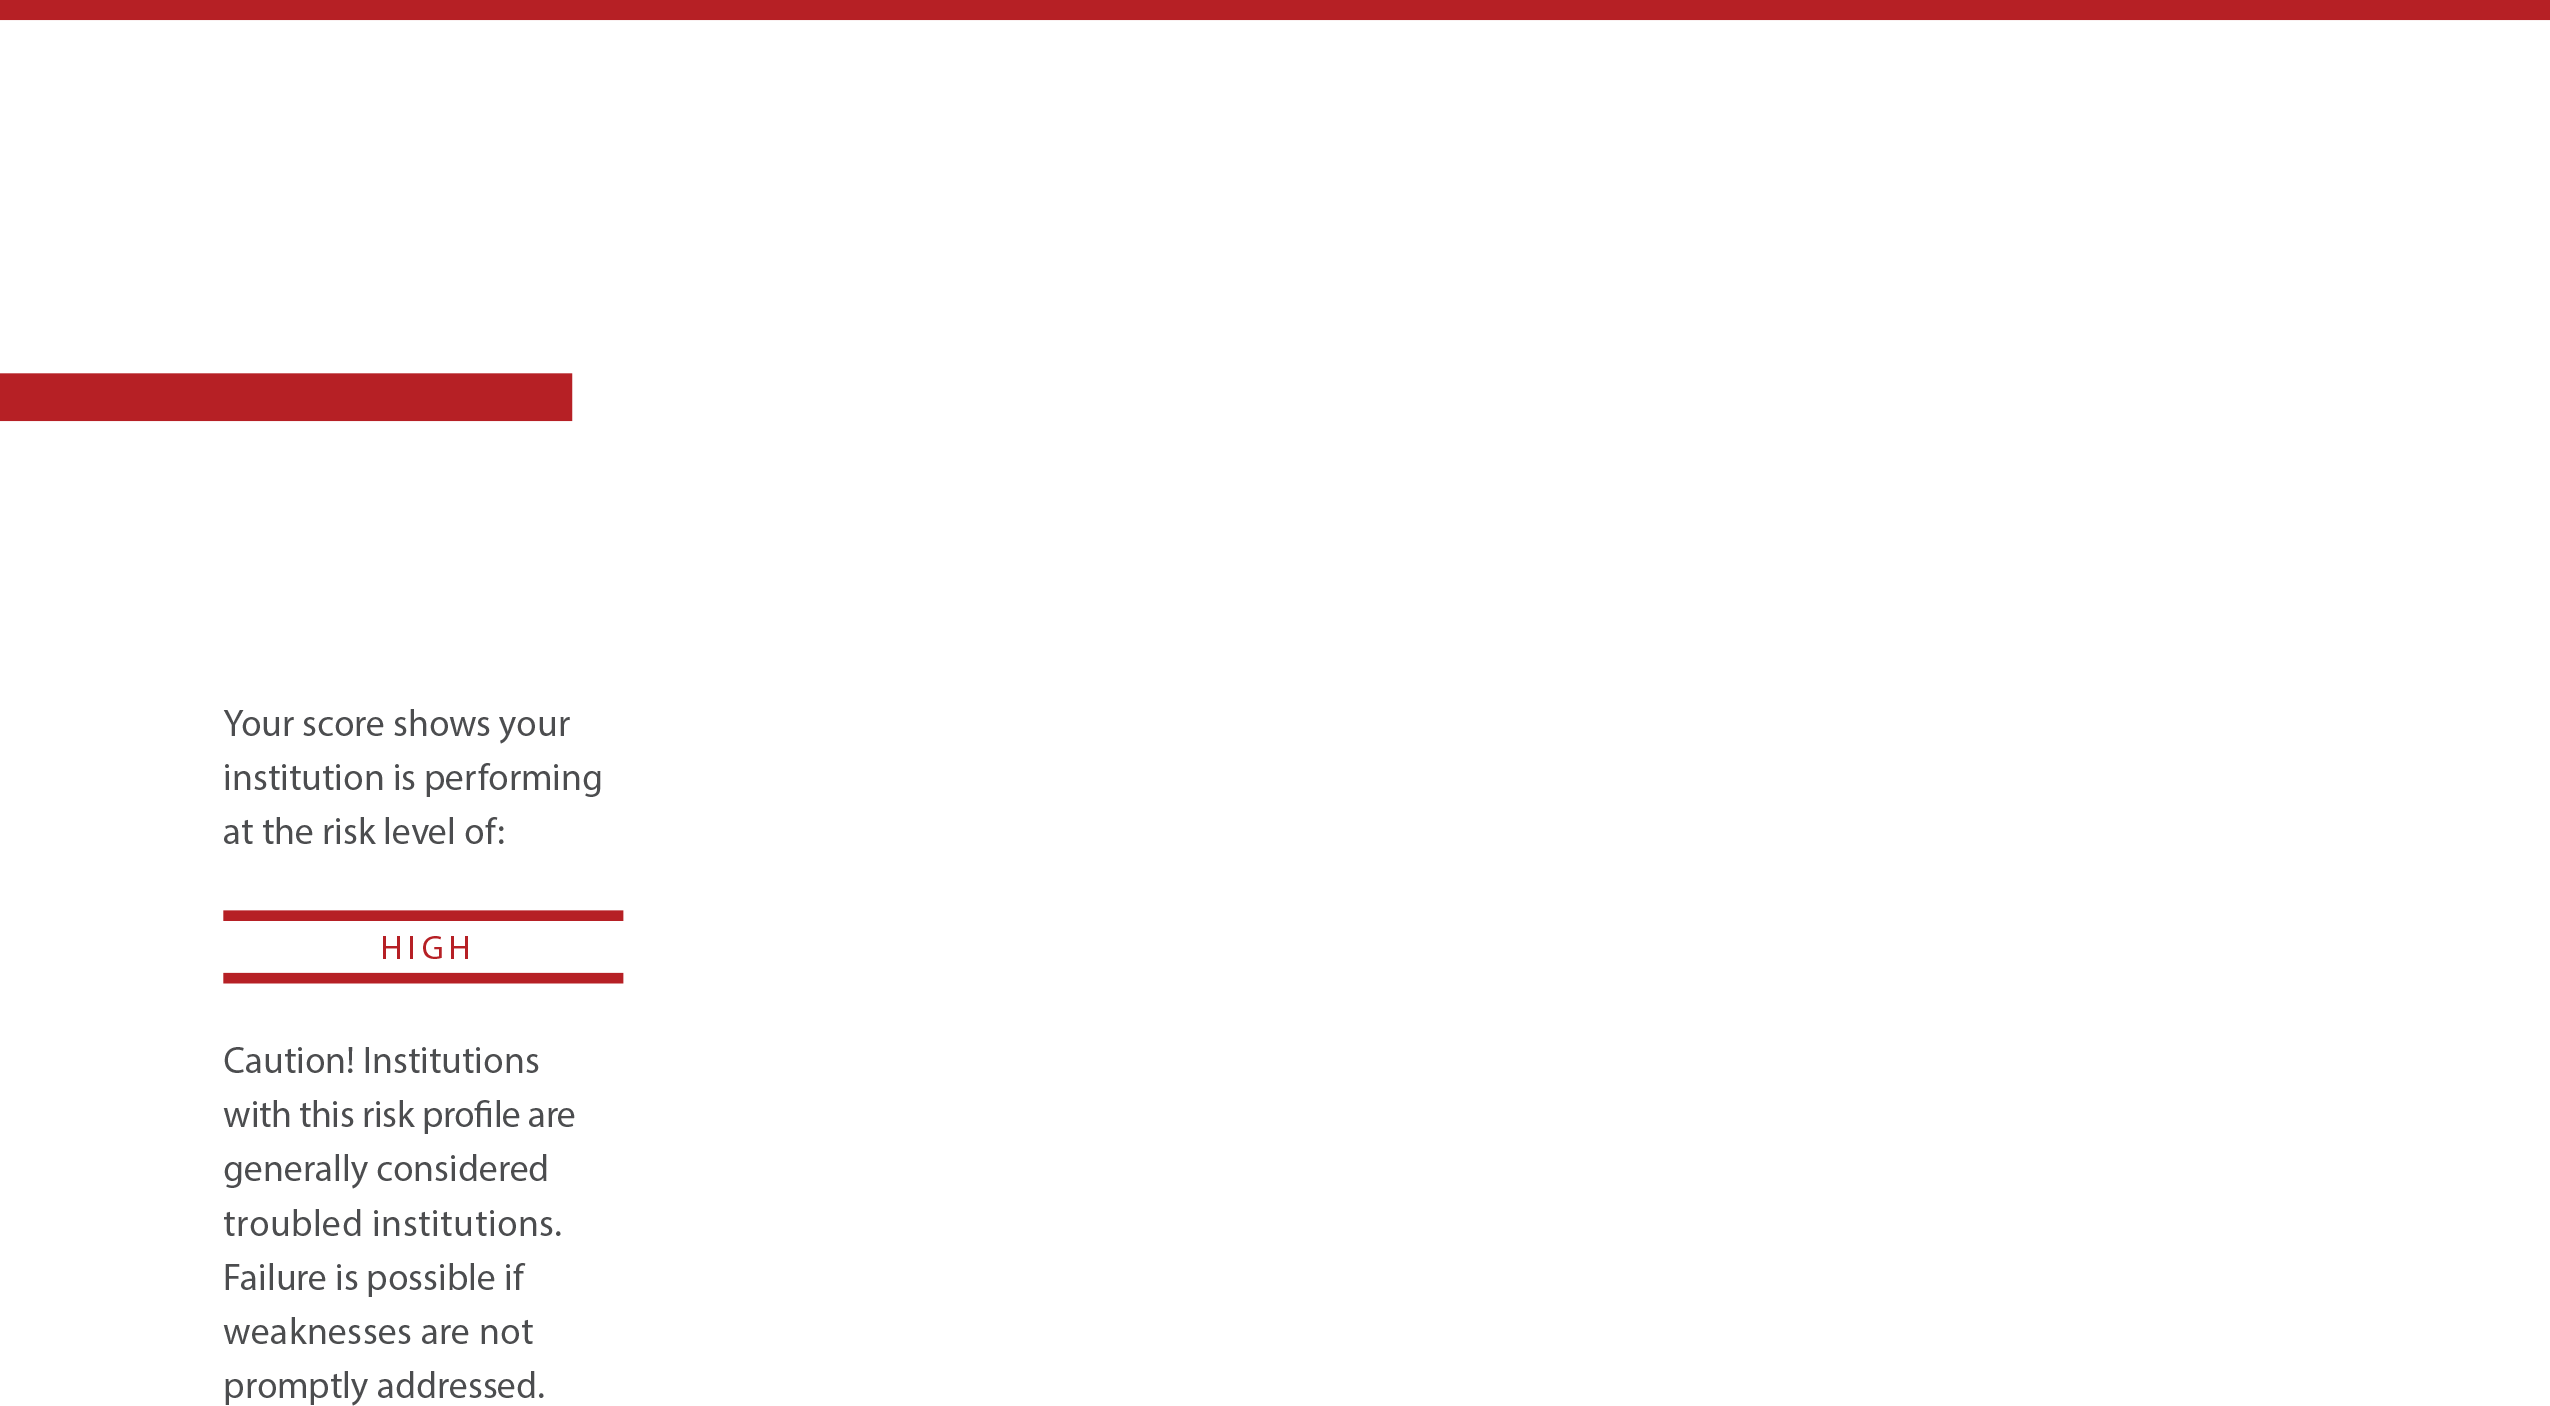 Your score shows your
institution is performing
at the risk level of:
HIGH
Caution! Institutions
with this risk profile are
generally considered
troubled institutions.
Failure is possible if
weaknesses are not
promptly addressed.